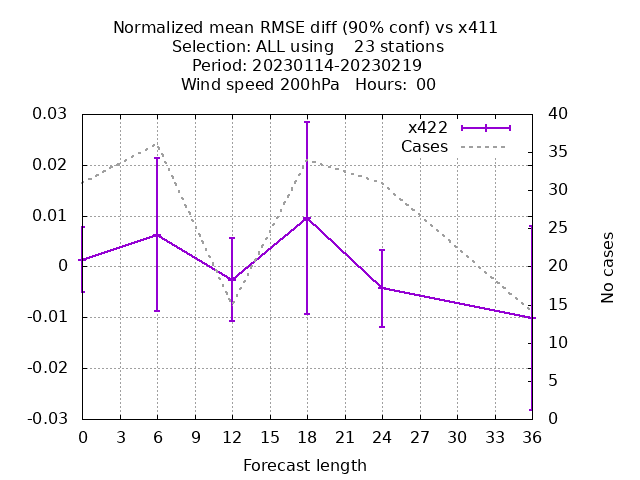 Normalized mean RMSE diff (90% conf) vs x411
Selection: ALL using    23 stations
Period: 20230114-20230219
Wind speed 200hPa   Hours:  00
0.03
0.02
0.01
0
-0.01
-0.02
-0.03
x422
Cases
40
35
30
25
20
15
10
5
0
No cases
0 3 6 9 12 15 18 21 24 27 30 33 36
Forecast length